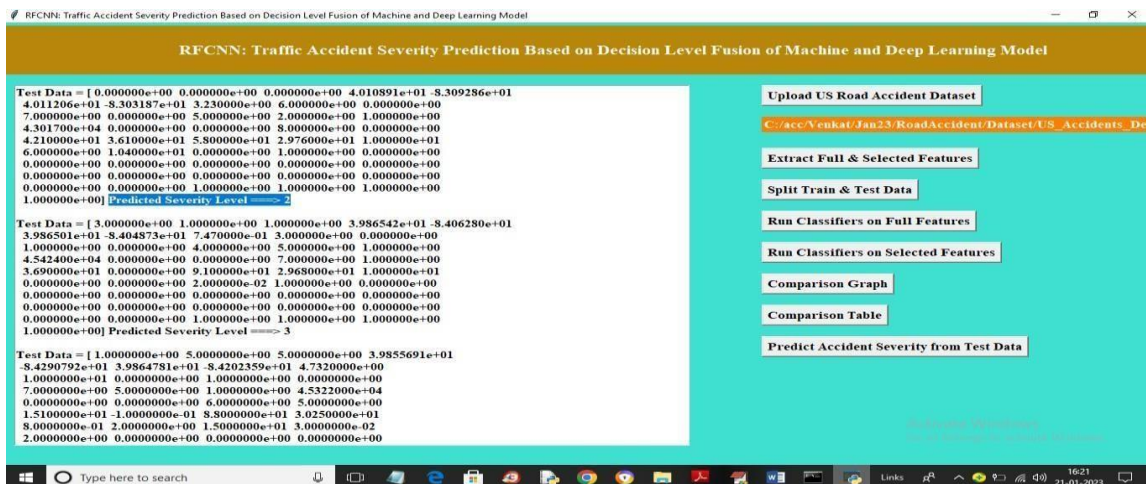 RFCNN: Traffic Accident Severity Prediction Based on Decision Level Fusion of Machine and Deep Learning Model
RFCNN: Traffic Accident Severity Prediction Based on Decision Level Fusion of Machine and Deep Learning Model
Test Data = [ 0.000000e+00 0.000000e+00 0.000000e+00 4.010891e+01 -8.309286e+01
4.011206e+01 -8.303187e+01 3.230000e+00 6.000000e+00 0.000000e+00
7.000000e+00 0.000000e+00 5.000000e+00 2.000000e+00 1.000000e+00
4.301700e+04 0.000000e+00 0.000000e+00 8.000000e+00 0.000000e+00
4.210000e+01 3.610000e+01 5.800000e+01 2.976000e+01 1.000000e+01
6.000000e+00 1.040000e+01 0.000000e+00 1.000000e+00 0.000000e+00
0.000000e+00 0.000000e+00 0.000000e+00 0.000000e+00 0.000000e+00
0.000000e+00 0.000000e+00 0.000000e+00 0.000000e+00 0.000000e+00
0.000000e+00 0.000000e+00 1.000000e+00 1.000000e+00 1.000000e+00
1.000000e+00] Predicted Severity Level ====> 2
Test Data = [ 3.000000e+00 1.000000e+00 1.000000e+00 3.986542e+01 -8.406280e+01
3.986501e+01 -8.404873e+01 7.470000e-01 3.000000e+00 0.000000e+00
1.000000e+00 0.000000e+00 4.000000e+00 5.000000e+00 1.000000e+00
4.542400e+04 0.000000e+00 0.000000e+00 7.000000e+00 1.000000e+00
3.690000e+01 0.000000e+00 9.100000e+01 2.968000e+01 1.000000e+01
0.000000e+00 0.000000e+00 2.000000e-02 1.000000e+00 0.000000e+00
0.000000e+00 0.000000e+00 0.000000e+00 0.000000e+00 0.000000e+00
0.000000e+00 0.000000e+00 0.000000e+00 0.000000e+00 0.000000e+00
0.000000e+00 0.000000e+00 1.000000e+00 1.000000e+00 1.000000e+00
1.000000e+00] Predicted Severity Level ====> 3
Test Data = [ 1.0000000e+00 5.0000000e+00 5.0000000e+00 3.9855691e+01
-8.4290792e+01 3.9864781e+01 -8.4202359e+01 4.7320000e+00
1.0000000e+01 0.0000000e+00 1.0000000e+00 0.0000000e+00
7.0000000e+00 5.0000000e+00 1.0000000e+00 4.5322000e+04
0.0000000e+00 0.0000000e+00 6.0000000e+00 5.0000000e+00
1.5100000e+01 -1.0000000e-01 8.8000000e+01 3.0250000e+01
8.0000000e-01 2.0000000e+00 1.5000000e+01 3.0000000e-02
2.0000000e+00 0.0000000e+00 0.0000000e+00 0.0000000e+00
Upload US Road Accident Dataset
C:/acc/Venkat/Jan23/RoadAccident/Dataset/US_Accidents_De
Extract Full & Selected Features
Split Train & Test Data
Run Classifiers on Full Features
Run Classifiers on Selected Features
Comparison Graph
Comparison Table
Predict Accident Severity from Test Data
Activate Windows
Type here to search
Links
16:21
21-01-2023